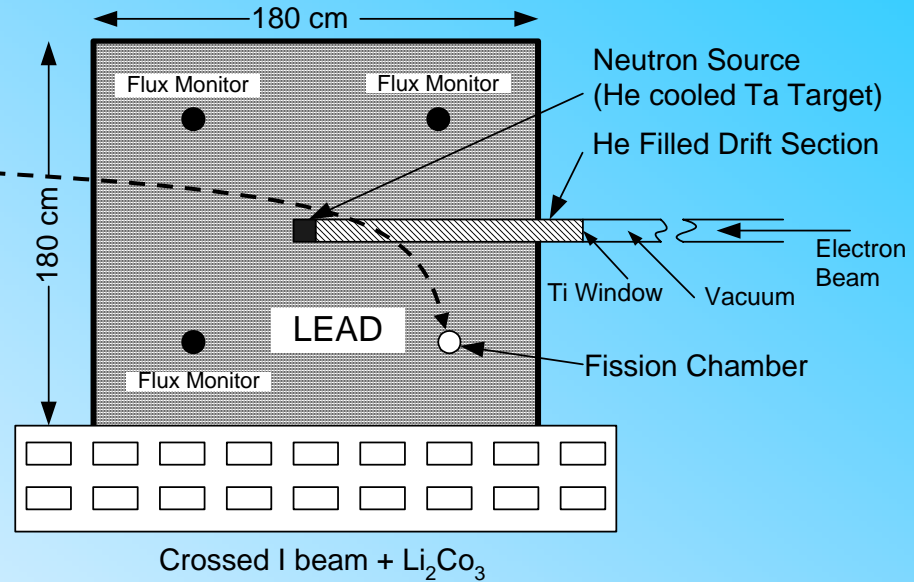 180 cm
Neutron Source
(He cooled Ta Target)
Flux Monitor
Flux Monitor
He Filled Drift Section
180 cm
Electron
Beam
Ti Window
Vacuum
LEAD
Fission Chamber
Flux Monitor
Crossed I beam + Li₂Co₃